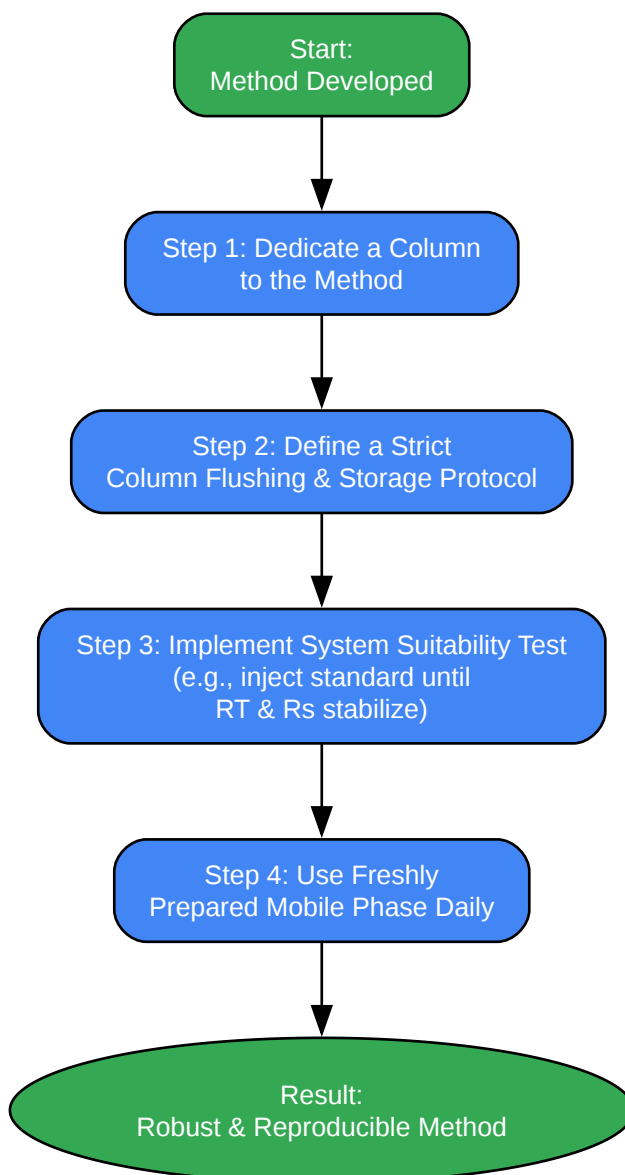 Start:
Method Developed
Step 1: Dedicate a Column
to the Method
Step 2: Define a Strict
Column Flushing & Storage Protocol
Step 3: Implement System Suitability Test
(e.g., inject standard until
RT & Rs stabilize)
Step 4: Use Freshly
Prepared Mobile Phase Daily
Result:
Robust & Reproducible Method